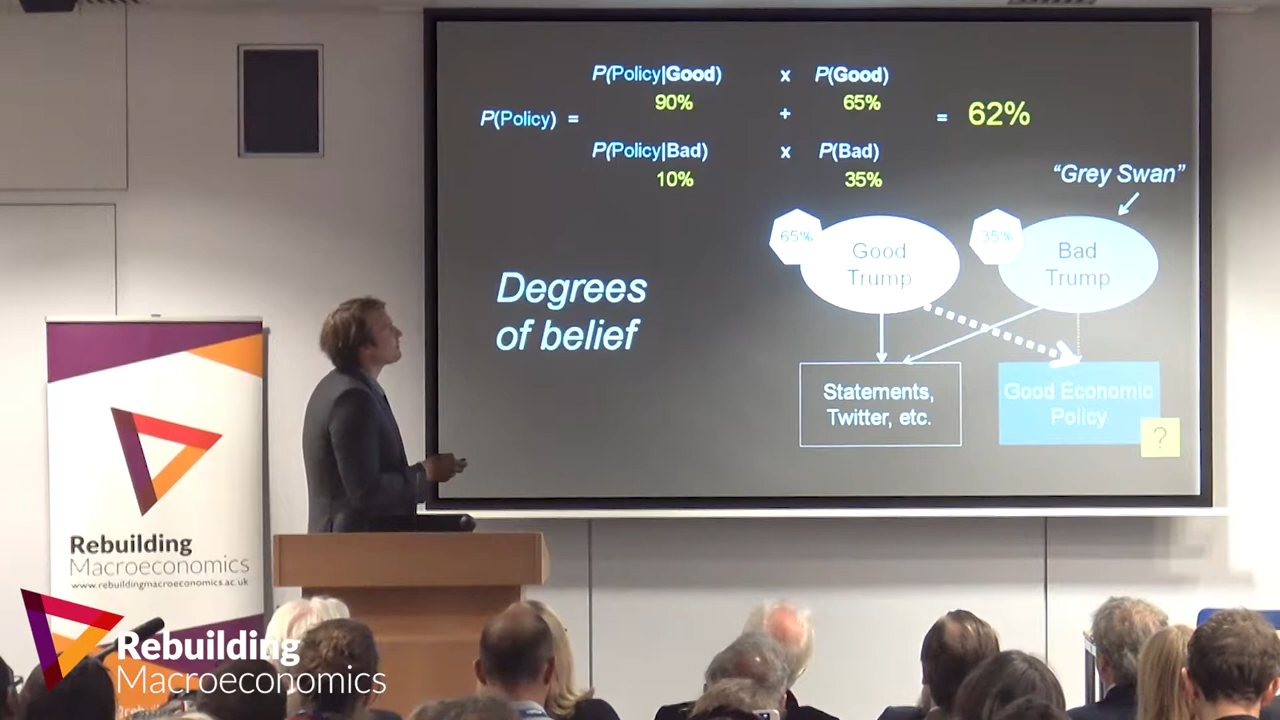 P(Policy|Good) x P(Good)
90% 65%
P(Policy) = + = 62%
P(Policy|Bad) x P(Bad)
10% 35%
“Grey Swan”
65%
Good
Trump
35%
Bad
Trump
Degrees
of belief
Statements,
Twitter, etc.
Good Economic
Policy
?
Rebuilding
Macroeconomics
www.rebuildingmacroeconomics.ac.uk
Rebuilding
Macroeconomics